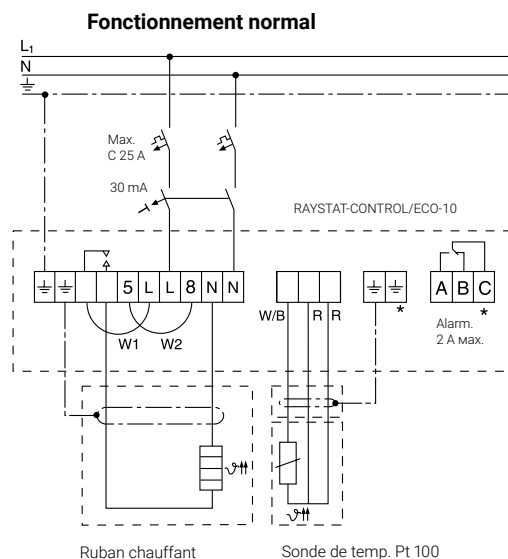 Fonctionnement normal
L1
N
Max.
C 25 A
30 mA
RAYSTAT-CONTROL/ECO-10
5 L L 8 N N
A B C
W/B R R
*
*
Alarm.
2 A мах.
W1 W2
ϑ
ϑ
Ruban chauffant
Sonde de temp. Pt 100